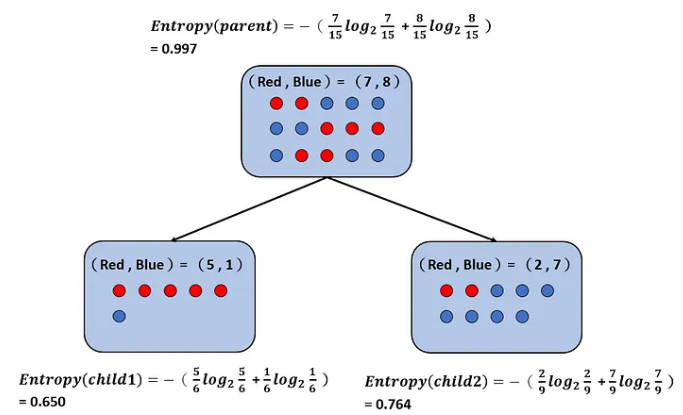 Entropy(parent) = − ( 7/15 log₂ 7/15 + 8/15 log₂ 8/15 )
= 0.997
( Red , Blue ) = ( 7 , 8 )
( Red , Blue ) = ( 5 , 1 )
( Red , Blue ) = ( 2 , 7 )
Entropy(child1) = − ( 5/6 log₂ 5/6 + 1/6 log₂ 1/6 )
= 0.650
Entropy(child2) = − ( 2/9 log₂ 2/9 + 7/9 log₂ 7/9 )
= 0.764